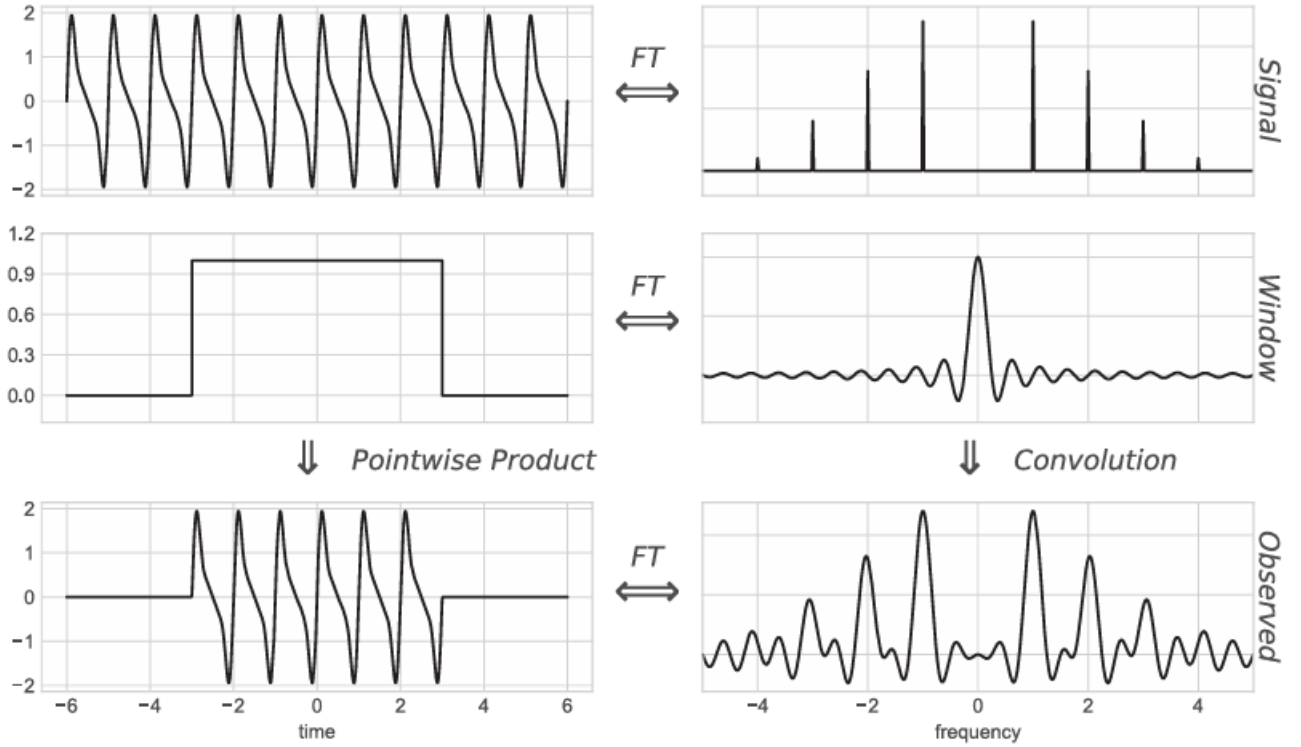 2
1
0
−1
−2
FT
⇔
Signal
1.2
0.9
0.6
0.3
0.0
FT
⇔
Window
⇓ Pointwise Product
⇓ Convolution
2
1
0
−1
−2
FT
⇔
Observed
−6 −4 −2 0 2 4 6
time
−4 −2 0 2 4
frequency